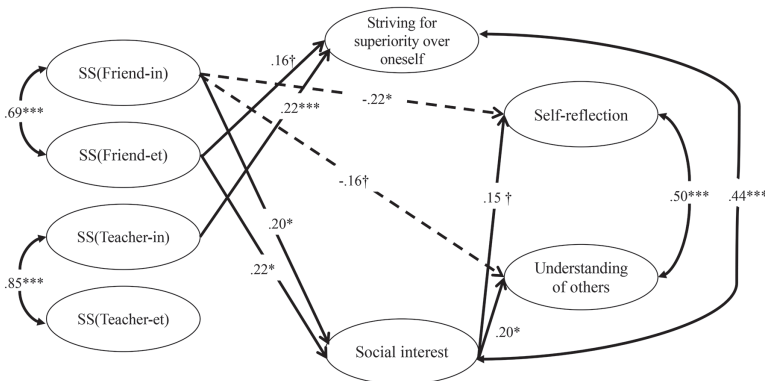 Striving for
superiority over
oneself
SS(Friend-in)
.16†
.69***
.22***
-.22*
Self-reflection
SS(Friend-et)
-.16†
.15 †
.50***
.44***
SS(Teacher-in)
.20*
.22*
.85***
Understanding
of others
SS(Teacher-et)
.20*
Social interest